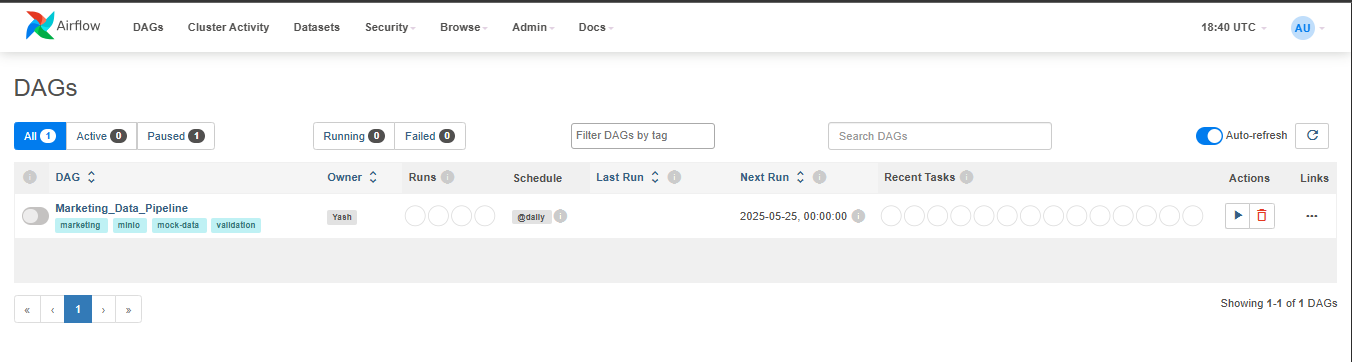 Airflow DAGs Cluster Activity Datasets Security Browse Admin Docs 18:40 UTC AU
DAGs
All 1 Active 0 Paused 1 Running 0 Failed 0 Filter DAGs by tag Search DAGs Auto-refresh
i DAG Owner Runs i Schedule Last Run i Next Run i Recent Tasks i Actions Links
Marketing_Data_Pipeline Yash @daily i 2025-05-25, 00:00:00 i ...
marketing minio mock-data validation
« ‹ 1 › » Showing 1-1 of 1 DAGs